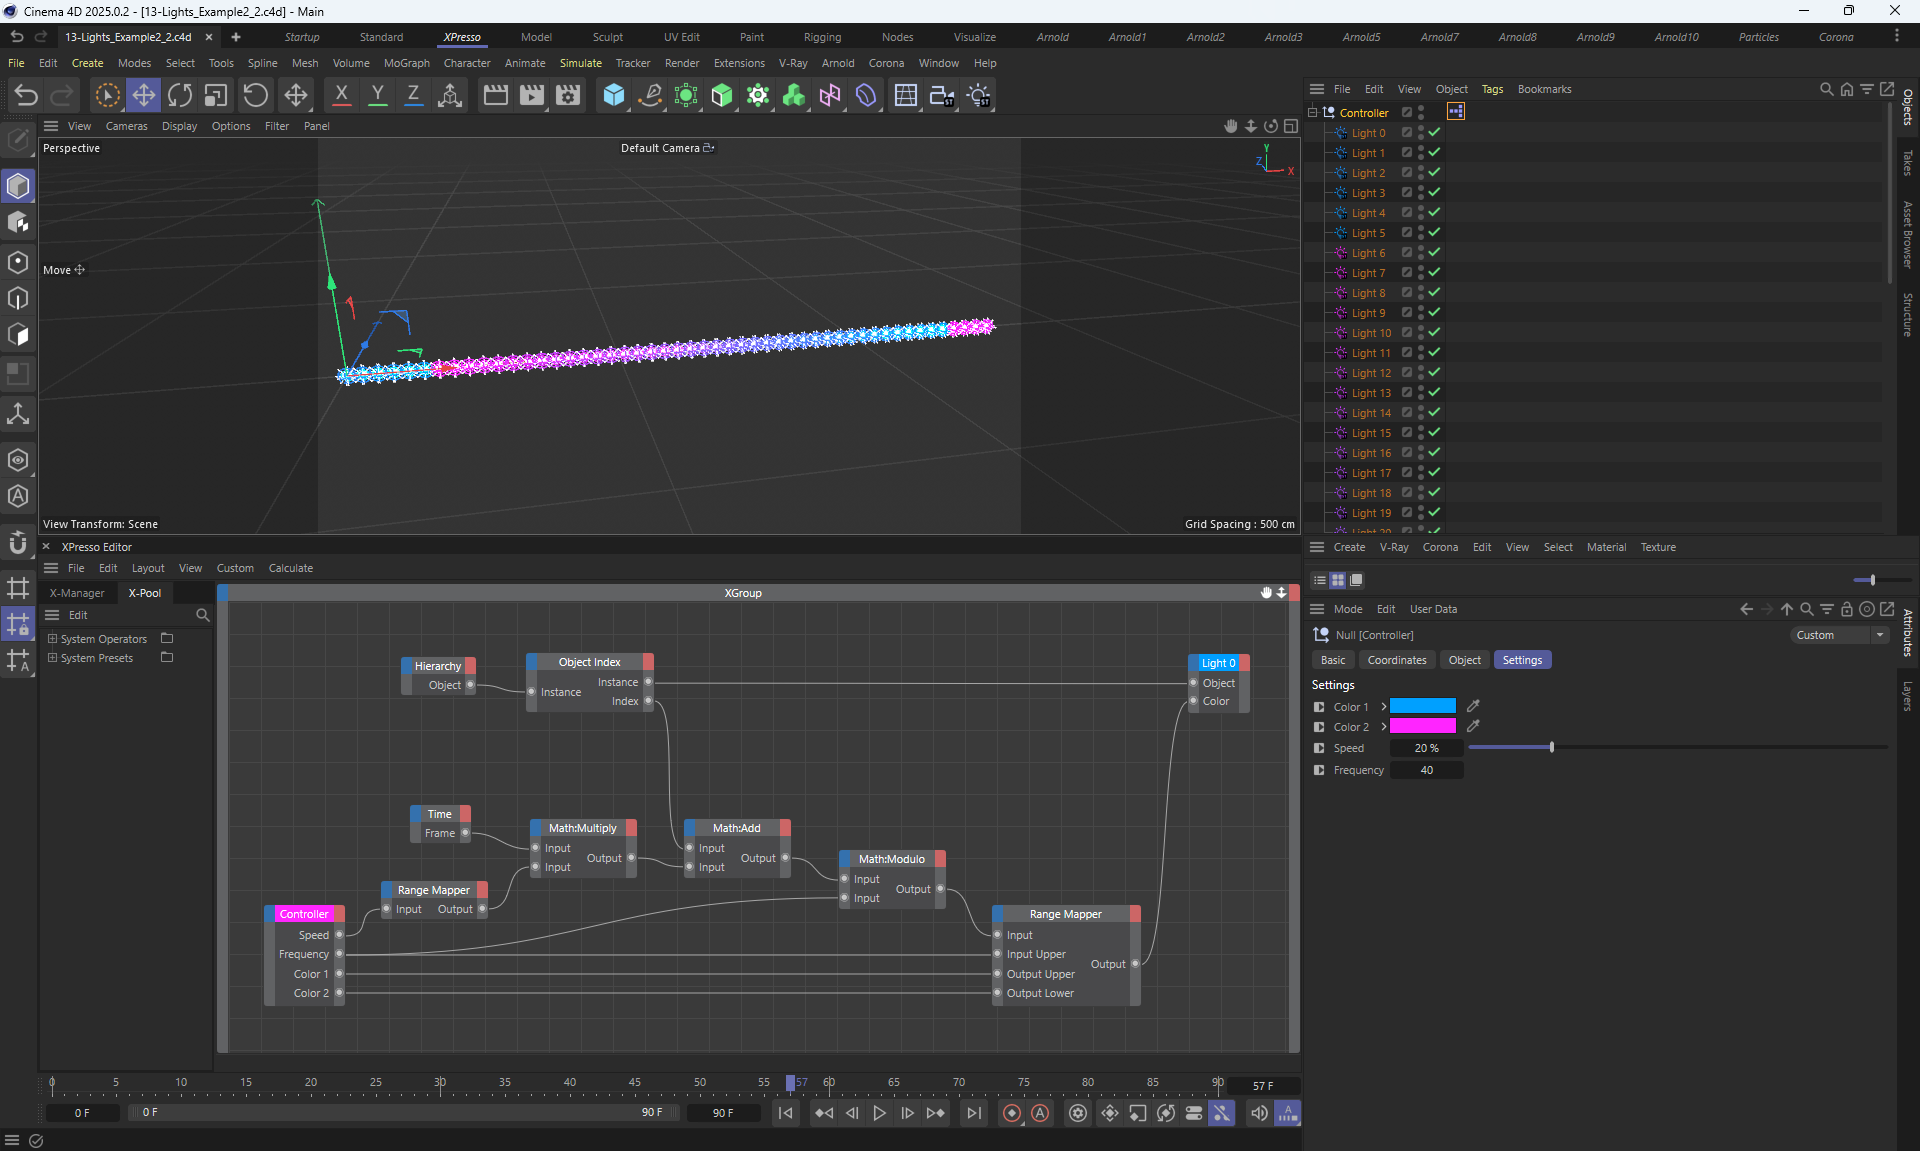 Cinema 4D 2025.0.2 - [13-Lights_Example2_2.c4d] - Main
13-Lights_Example2_2.c4d
Startup Standard XPresso Model Sculpt UV Edit Paint Rigging Nodes Visualize Arnold Arnold1 Arnold2 Arnold3 Arnold5 Arnold7 Arnold8 Arnold9 Arnold10 Particles Corona
File Edit Create Modes Select Tools Spline Mesh Volume MoGraph Character Animate Simulate Tracker Render Extensions V-Ray Arnold Corona Window Help
X Y Z ST ST
View Cameras Display Options Filter Panel
Perspective
Default Camera
Y
Z
X
Move
View Transform: Scene
Grid Spacing : 500 cm
File Edit View Object Tags Bookmarks
Controller
Light 0
Light 1
Light 2
Light 3
Light 4
Light 5
Light 6
Light 7
Light 8
Light 9
Light 10
Light 11
Light 12
Light 13
Light 14
Light 15
Light 16
Light 17
Light 18
Light 19
Light 20
Objects
Takes
Asset Browser
Structure
XPresso Editor
File Edit Layout View Custom Calculate
X-Manager X-Pool
Edit
System Operators
System Presets
XGroup
Hierarchy
Object
Object Index
Instance
Instance
Index
Light 0
Object
Color
Time
Frame
Math:Multiply
Input
Output
Input
Math:Add
Input
Output
Input
Math:Modulo
Input
Output
Input
Range Mapper
Input Output
Controller
Speed
Frequency
Color 1
Color 2
Range Mapper
Input
Input Upper
Output
Output Upper
Output Lower
Create V-Ray Corona Edit View Select Material Texture
Mode Edit User Data
Null [Controller]
Custom
Basic Coordinates Object Settings
Settings
Color 1
Color 2
Speed 20 %
Frequency 40
Attributes
Layers
0 5 10 15 20 25 30 35 40 45 50 55 57 60 65 70 75 80 85 90
57 F
0 F
0 F
90 F
90 F
A
A